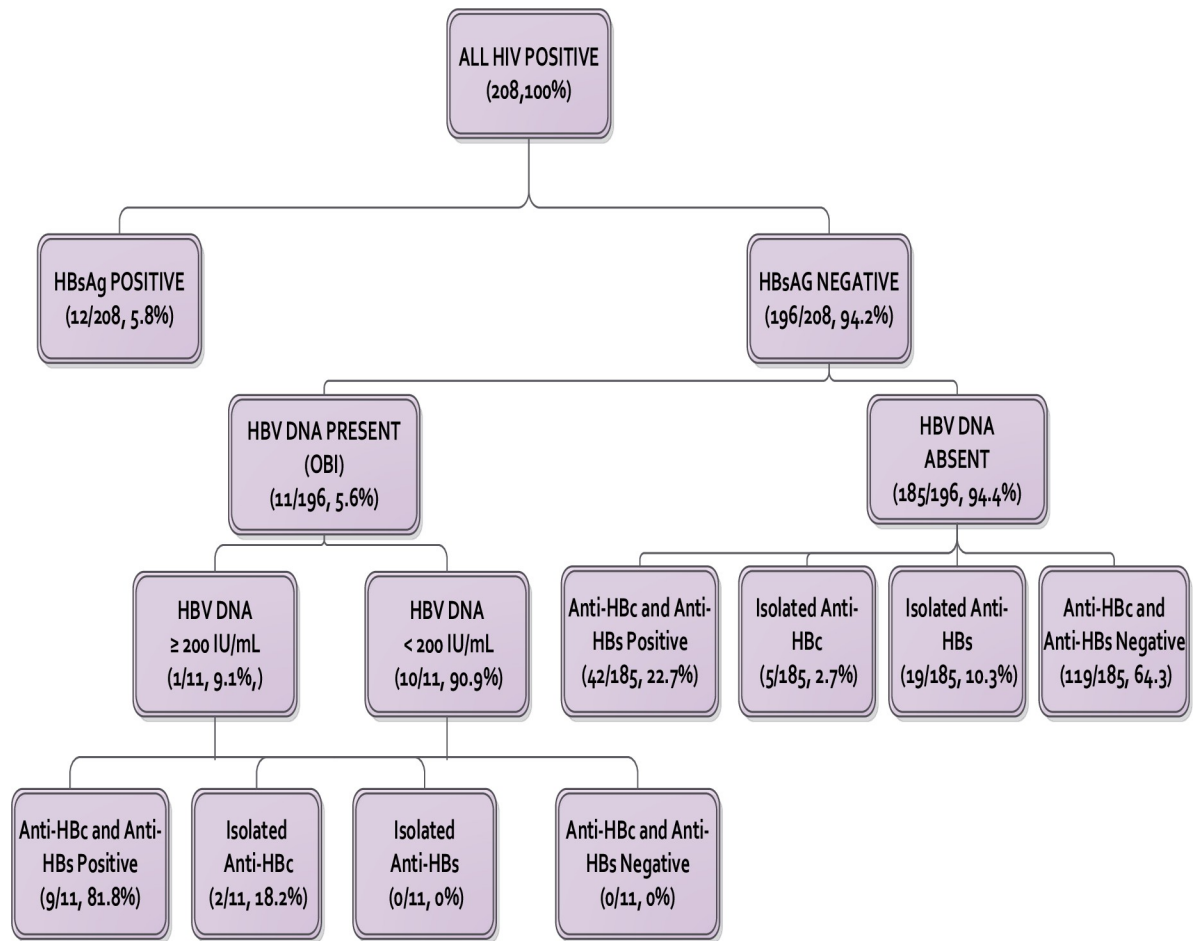 ALL HIV POSITIVE
(208,100%)
HBsAg POSITIVE
(12/208, 5.8%)
HBsAG NEGATIVE
(196/208, 94.2%)
HBV DNA PRESENT
(OBI)
(11/196, 5.6%)
HBV DNA
ABSENT
(185/196, 94.4%)
HBV DNA
≥ 200 IU/mL
(1/11, 9.1%,)
HBV DNA
< 200 IU/mL
(10/11, 90.9%)
Anti-HBc and Anti-
HBs Positive
(42/185, 22.7%)
Isolated Anti-
HBc
(5/185, 2.7%)
Isolated Anti-
HBs
(19/185, 10.3%)
Anti-HBc and
Anti-HBs Negative
(119/185, 64.3)
Anti-HBc and Anti-
HBs Positive
(9/11, 81.8%)
Isolated
Anti-HBc
(2/11, 18.2%)
Isolated
Anti-HBs
(0/11, 0%)
Anti-HBc and Anti-
HBs Negative
(0/11, 0%)